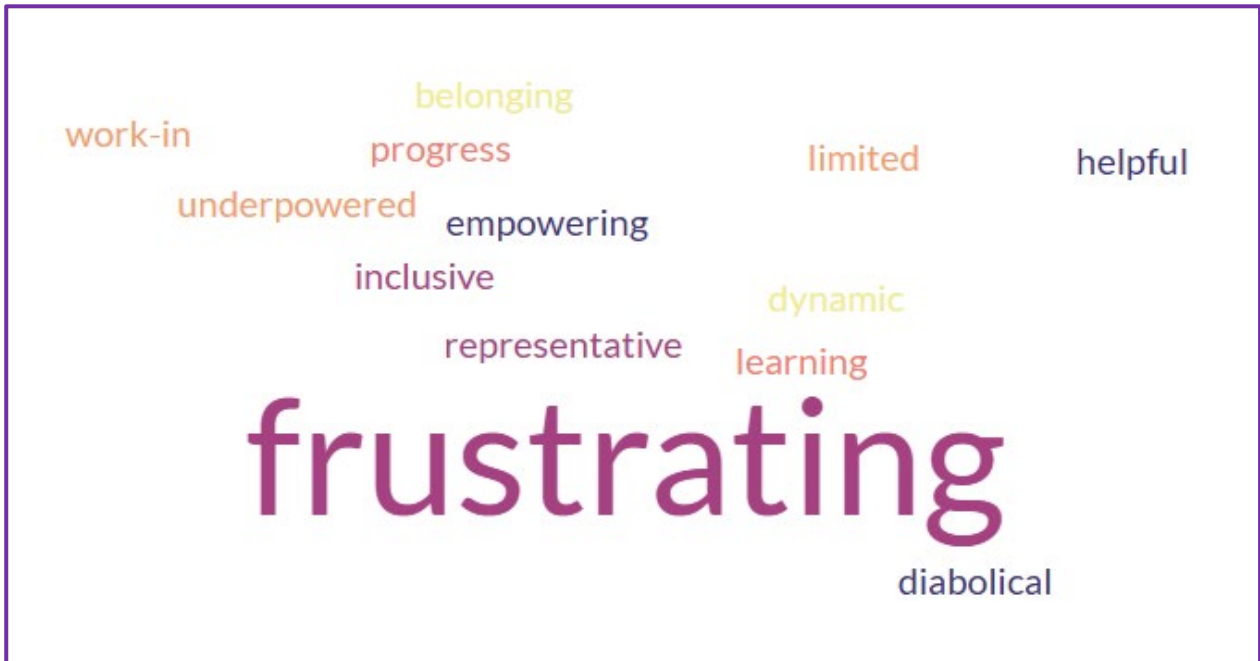 belonging
work-in
progress
limited
helpful
underpowered
empowering
inclusive
dynamic
representative
learning
frustrating
diabolical